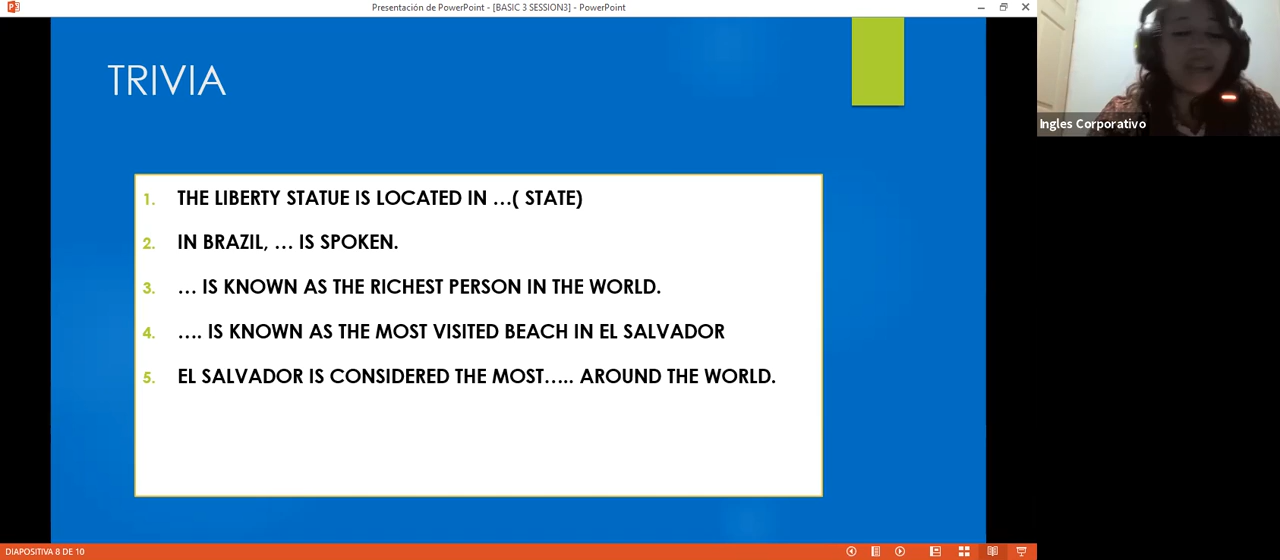 Presentación de PowerPoint - [BASIC 3 SESSION3] - PowerPoint
Ingles Corporativo
TRIVIA
1. THE LIBERTY STATUE IS LOCATED IN …( STATE)
2. IN BRAZIL, … IS SPOKEN.
3. … IS KNOWN AS THE RICHEST PERSON IN THE WORLD.
4. …. IS KNOWN AS THE MOST VISITED BEACH IN EL SALVADOR
5. EL SALVADOR IS CONSIDERED THE MOST….. AROUND THE WORLD.
DIAPOSITIVA 8 DE 10